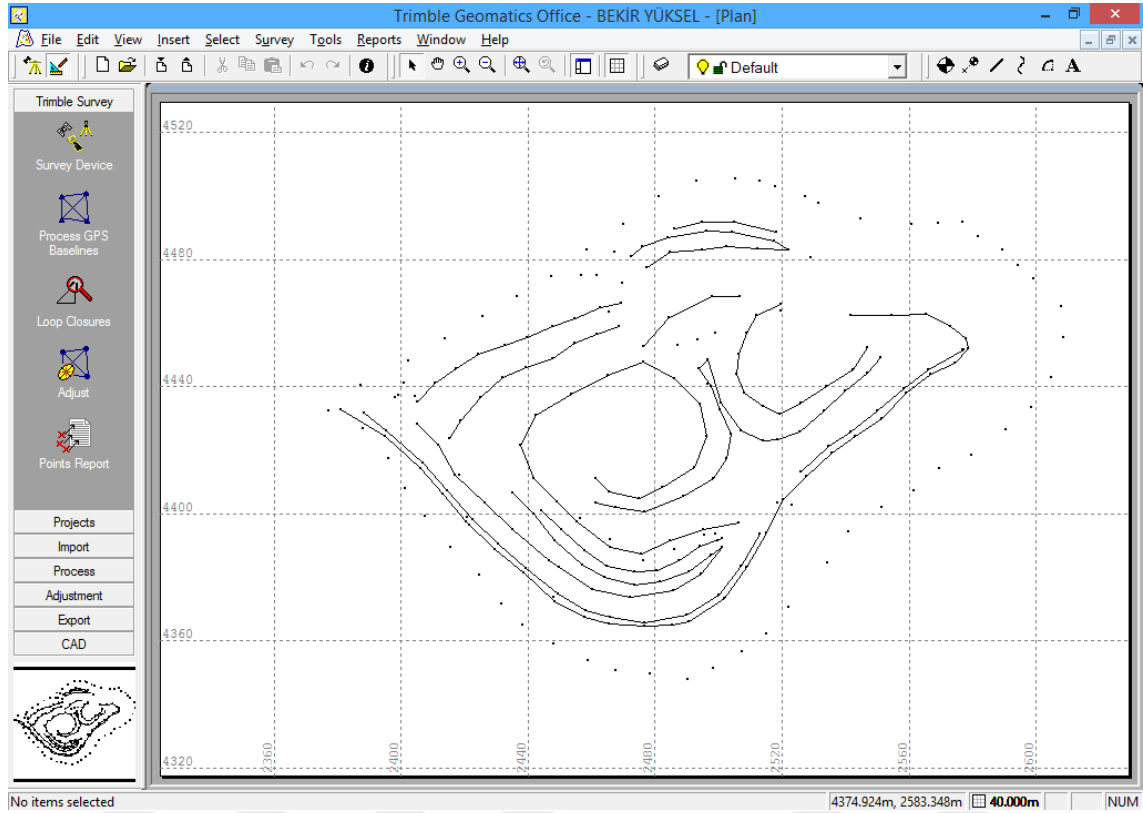 Trimble Geomatics Office - BEKİR YÜKSEL - [Plan]
File Edit View Insert Select Survey Tools Reports Window Help
Default
A
Trimble Survey
Survey Device
Process GPS
Baselines
Loop Closures
Adjust
Points Report
Projects
Import
Process
Adjustment
Export
CAD
4520
4480
4440
4400
4360
4320
2360
2400
2440
2480
2520
2560
2600
No items selected
4374.924m, 2583.348m
40.000m
NUM